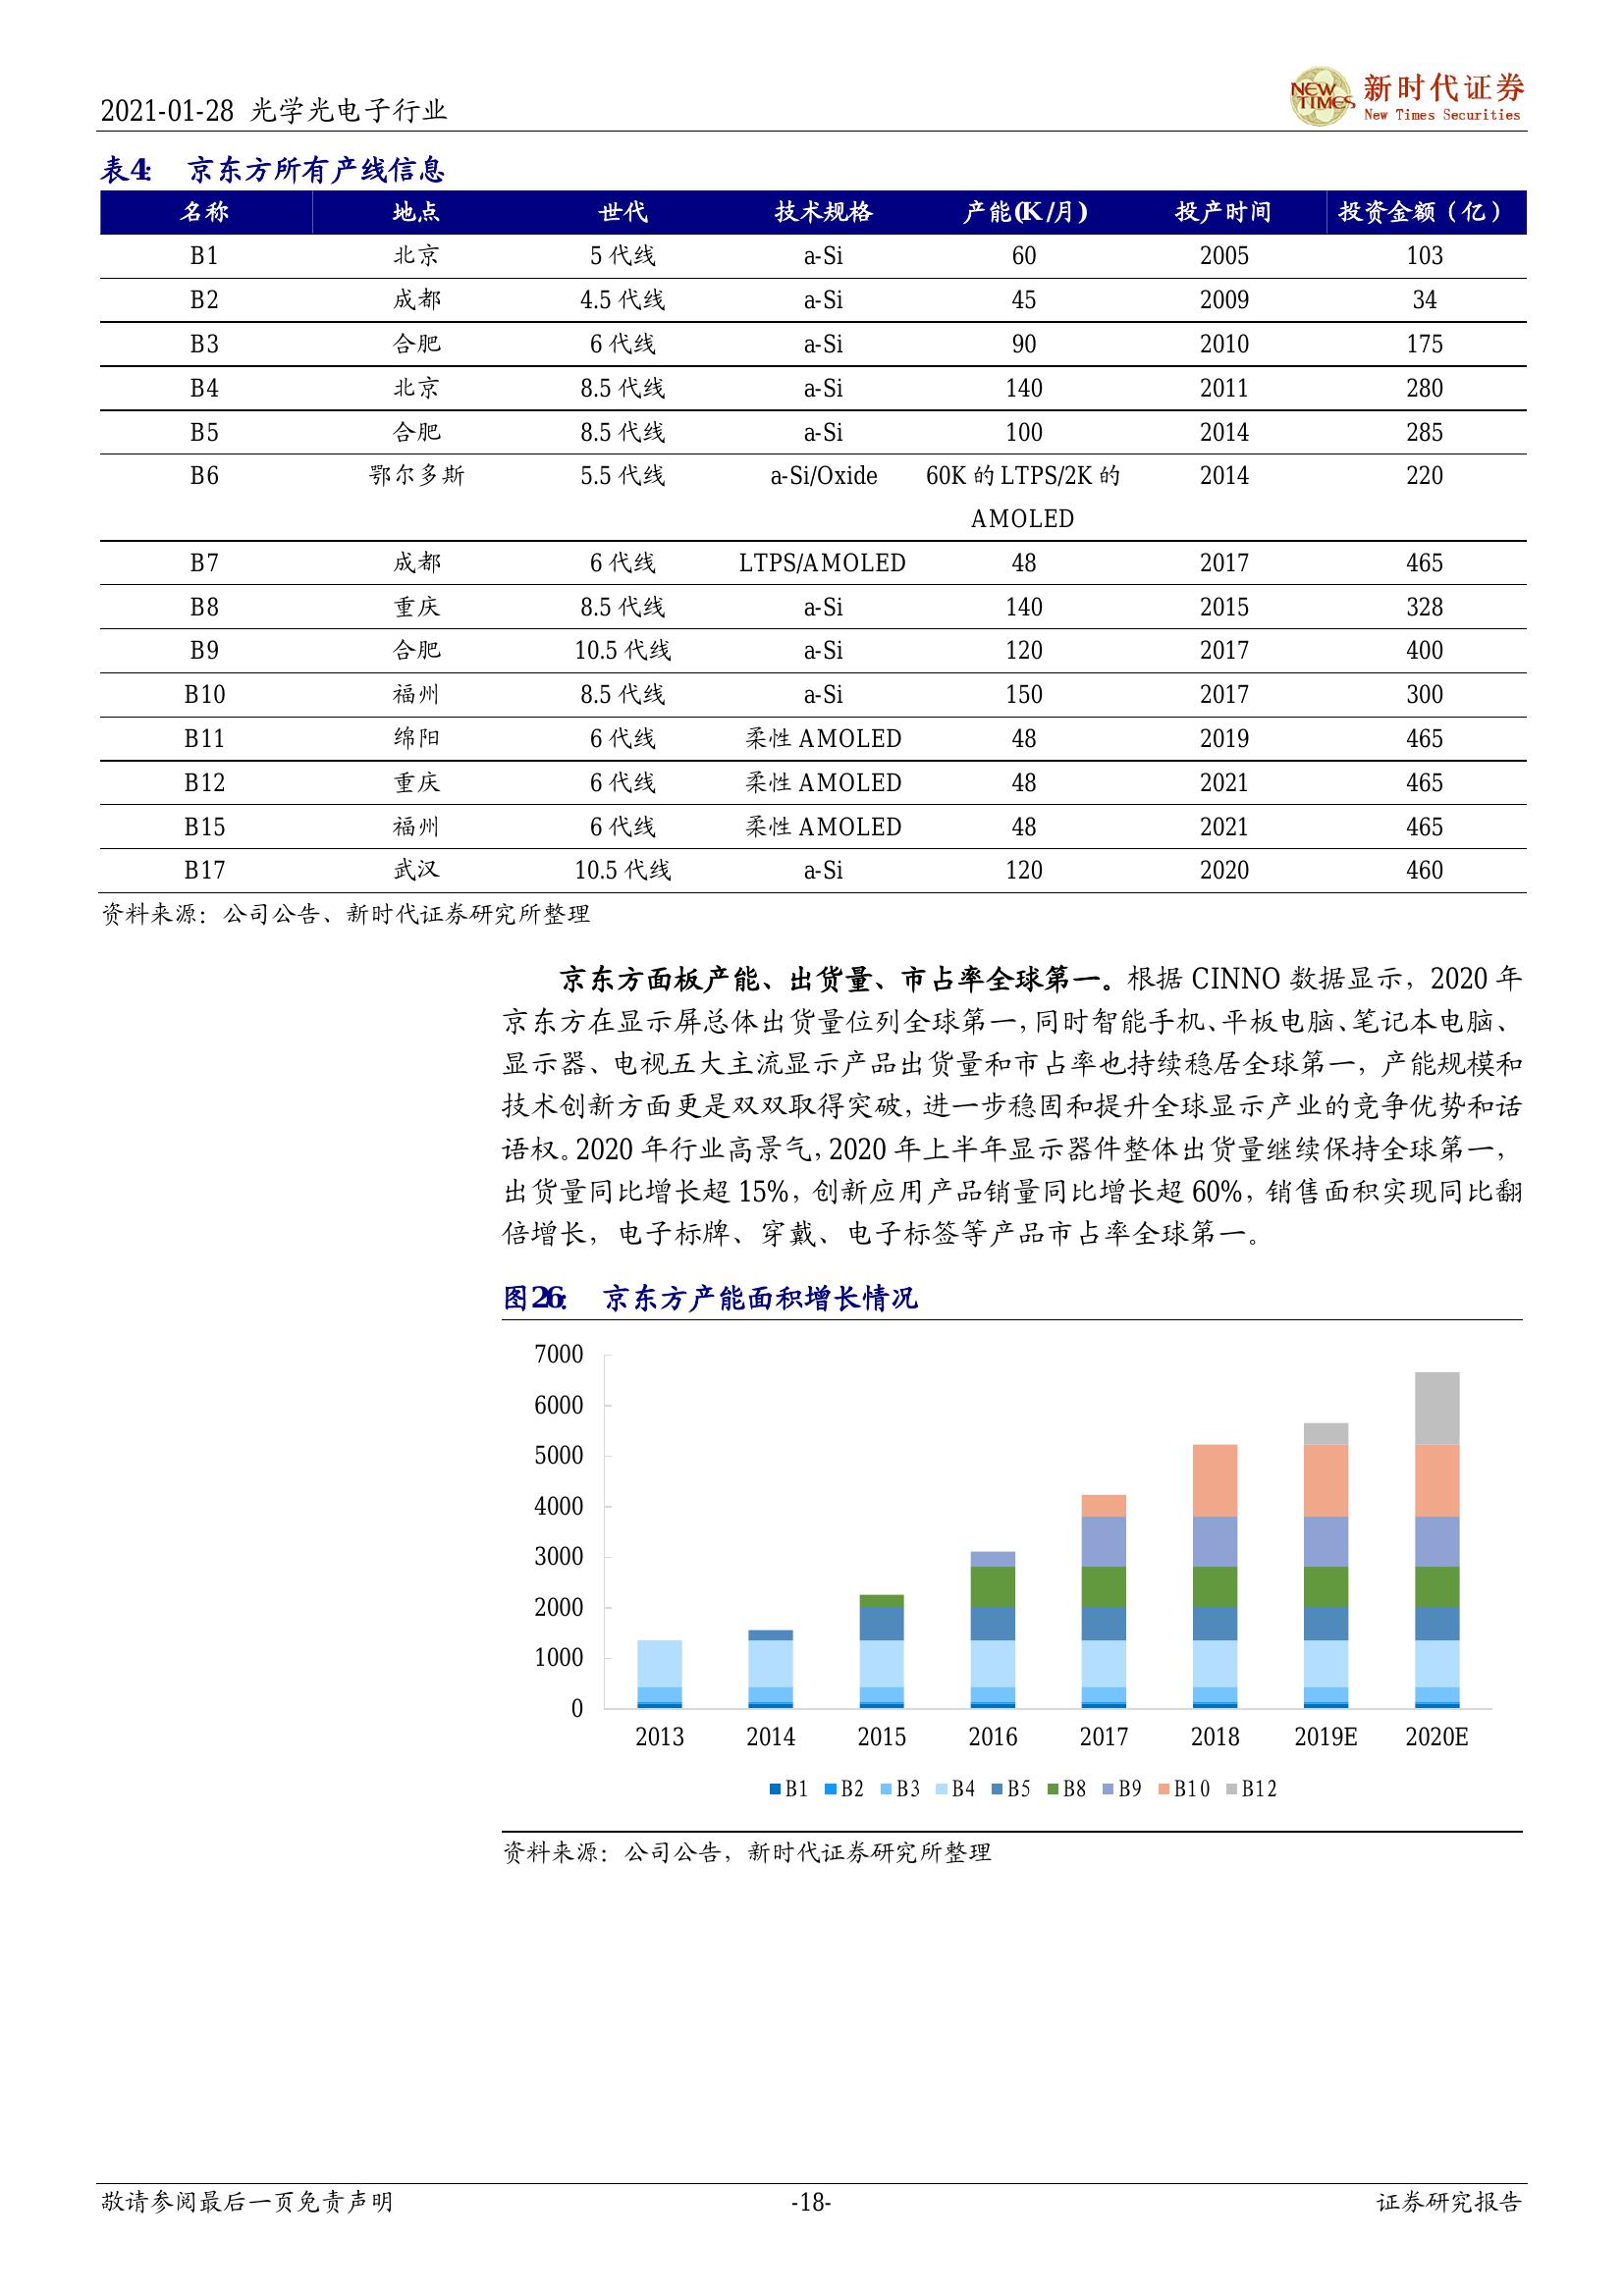 2021-01-28 光学光电子行业
NEW TIMES
新时代证券
New Times Securities
表4: 京东方所有产线信息
名称 地点 世代 技术规格 产能(K/月) 投产时间 投资金额（亿）
B1 北京 5 代线 a-Si 60 2005 103
B2 成都 4.5 代线 a-Si 45 2009 34
B3 合肥 6 代线 a-Si 90 2010 175
B4 北京 8.5 代线 a-Si 140 2011 280
B5 合肥 8.5 代线 a-Si 100 2014 285
B6 鄂尔多斯 5.5 代线 a-Si/Oxide 60K 的 LTPS/2K 的 2014 220
AMOLED
B7 成都 6 代线 LTPS/AMOLED 48 2017 465
B8 重庆 8.5 代线 a-Si 140 2015 328
B9 合肥 10.5 代线 a-Si 120 2017 400
B10 福州 8.5 代线 a-Si 150 2017 300
B11 绵阳 6 代线 柔性 AMOLED 48 2019 465
B12 重庆 6 代线 柔性 AMOLED 48 2021 465
B15 福州 6 代线 柔性 AMOLED 48 2021 465
B17 武汉 10.5 代线 a-Si 120 2020 460
资料来源：公司公告、新时代证券研究所整理
京东方面板产能、出货量、市占率全球第一。根据 CINNO 数据显示，2020 年
京东方在显示屏总体出货量位列全球第一，同时智能手机、平板电脑、笔记本电脑、
显示器、电视五大主流显示产品出货量和市占率也持续稳居全球第一，产能规模和
技术创新方面更是双双取得突破，进一步稳固和提升全球显示产业的竞争优势和话
语权。2020 年行业高景气，2020 年上半年显示器件整体出货量继续保持全球第一，
出货量同比增长超 15%，创新应用产品销量同比增长超 60%，销售面积实现同比翻
倍增长，电子标牌、穿戴、电子标签等产品市占率全球第一。
图26: 京东方产能面积增长情况
7000
6000
5000
4000
3000
2000
1000
0
2013 2014 2015 2016 2017 2018 2019E 2020E
B1 B2 B3 B4 B5 B8 B9 B10 B12
资料来源：公司公告，新时代证券研究所整理
敬请参阅最后一页免责声明 -18- 证券研究报告